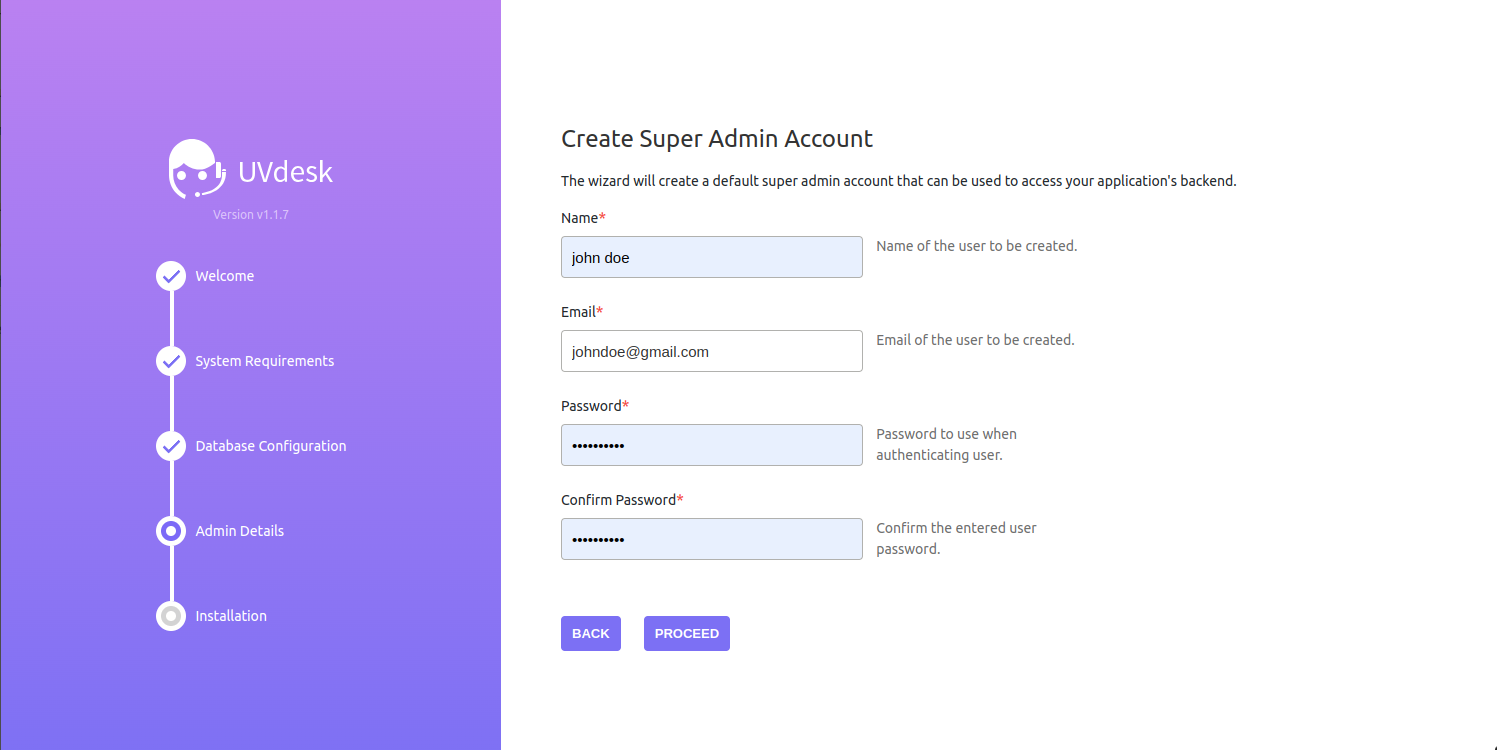 UVdesk
Version v1.1.7
Welcome
System Requirements
Database Configuration
Admin Details
Installation
Create Super Admin Account
The wizard will create a default super admin account that can be used to access your application's backend.
Name*
john doe
Name of the user to be created.
Email*
johndoe@gmail.com
Email of the user to be created.
Password*
••••••••••
Password to use when
authenticating user.
Confirm Password*
••••••••••
Confirm the entered user
password.
BACK
PROCEED